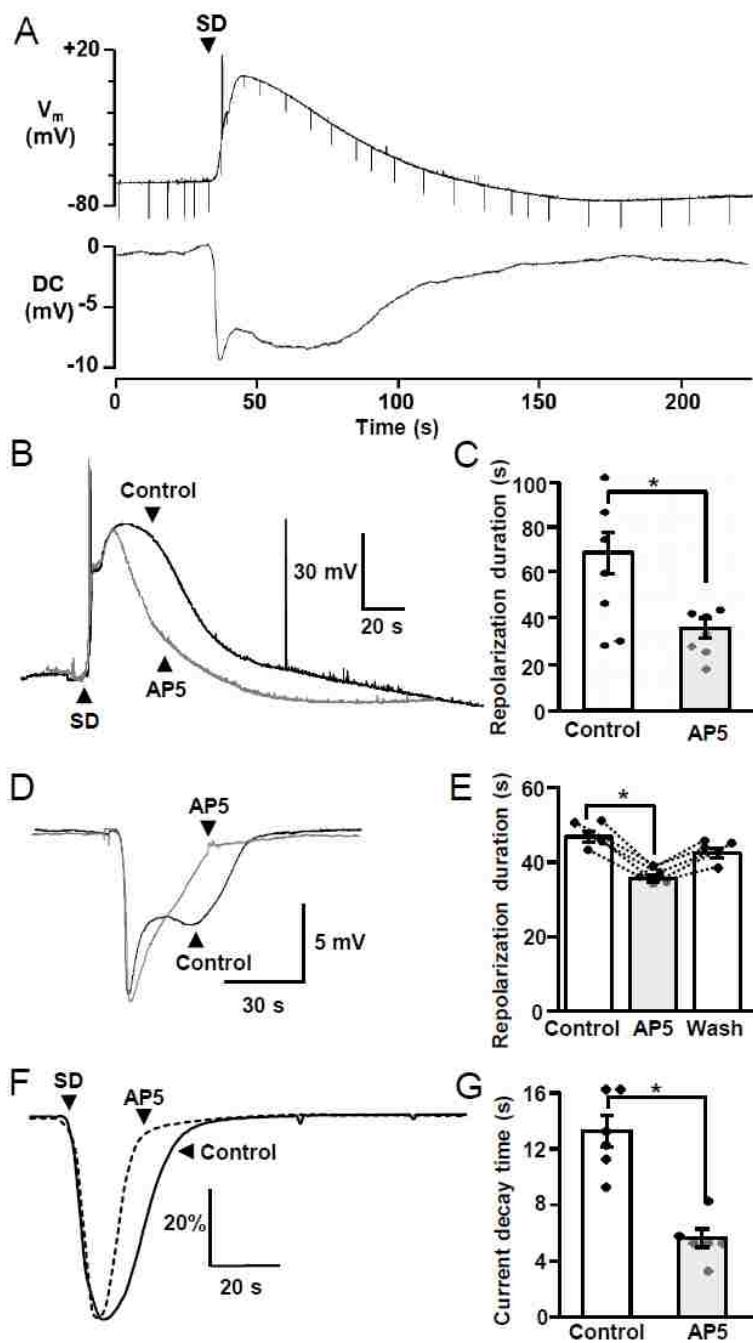 A
SD
+20
Vm
(mV)
-80
0
DC
(mV)
-5
-10
0 50 100 150 200
Time (s)
B
Control
30 mV
20 s
AP5
SD
C
Repolarization duration (s)
100
80
60
40
20
0
*
Control AP5
D
AP5
5 mV
Control
30 s
E
Repolarization duration (s)
60
40
20
0
*
Control AP5 Wash
F
SD
AP5
Control
20%
20 s
G
Current decay time (s)
16
12
8
4
0
*
Control AP5